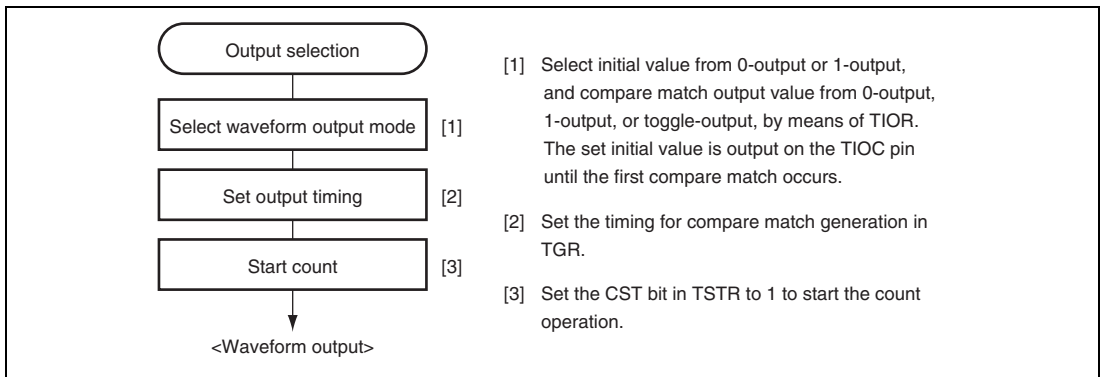 Output selection
Select waveform output mode
[1]
Set output timing
[2]
Start count
[3]
<Waveform output>
[1] Select initial value from 0-output or 1-output,
and compare match output value from 0-output,
1-output, or toggle-output, by means of TIOR.
The set initial value is output on the TIOC pin
until the first compare match occurs.
[2] Set the timing for compare match generation in
TGR.
[3] Set the CST bit in TSTR to 1 to start the count
operation.